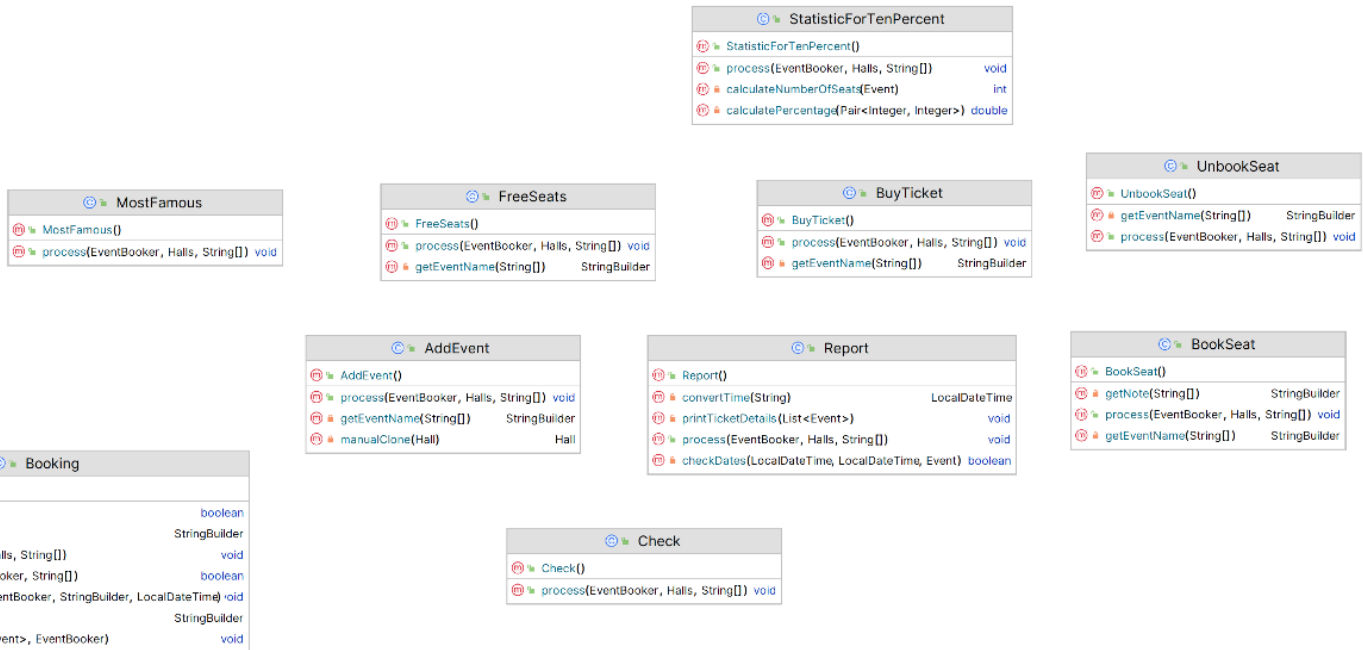 StatisticForTenPercent
StatisticForTenPercent()
process(EventBooker, Halls, String[]) void
calculateNumberOfSeats(Event) int
calculatePercentage(Pair<Integer, Integer>) double
UnbookSeat
UnbookSeat()
getEventName(String[]) StringBuilder
process(EventBooker, Halls, String[]) void
MostFamous
MostFamous()
process(EventBooker, Halls, String[]) void
FreeSeats
FreeSeats()
process(EventBooker, Halls, String[]) void
getEventName(String[]) StringBuilder
BuyTicket
BuyTicket()
process(EventBooker, Halls, String[]) void
getEventName(String[]) StringBuilder
AddEvent
AddEvent()
process(EventBooker, Halls, String[]) void
getEventName(String[]) StringBuilder
manualClone(Hall) Hall
Report
Report()
convertTime(String) LocalDateTime
printTicketDetails(List<Event>) void
process(EventBooker, Halls, String[]) void
checkDates(LocalDateTime, LocalDateTime, Event) boolean
BookSeat
BookSeat()
getNote(String[]) StringBuilder
process(EventBooker, Halls, String[]) void
getEventName(String[]) StringBuilder
Booking
boolean
StringBuilder
String[]) void
String[]) boolean
StringBuilder, LocalDateTime)
StringBuilder
EventBooker) void
Check
Check()
process(EventBooker, Halls, String[]) void